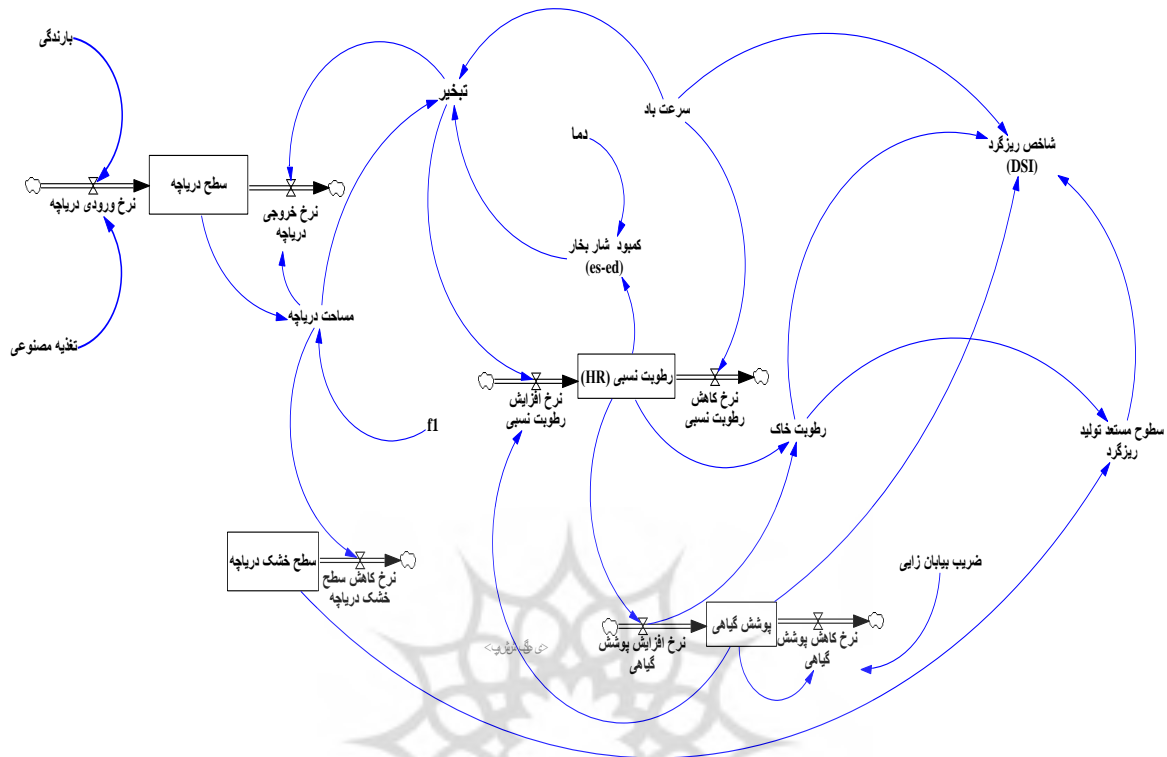 بارندگی
تبخیر
سرعت باد
دما
شاخص ریزگرد
(DSI)
سطح دریاچه
نرخ ورودی دریاچه
نرخ خروجی
دریاچه
کمبود شار بخار
(es-ed)
مساحت دریاچه
تغذیه مصنوعی
رطوبت نسبی (HR)
نرخ افزایش
رطوبت نسبی
نرخ کاهش
رطوبت نسبی
f1
رطوبت خاک
سطوح مستعد تولید
ریزگرد
سطح خشک دریاچه
نرخ کاهش سطح
خشک دریاچه
ضریب بیابان زایی
پوشش گیاهی
نرخ افزایش پوشش
گیاهی
نرخ کاهش پوشش
گیاهی